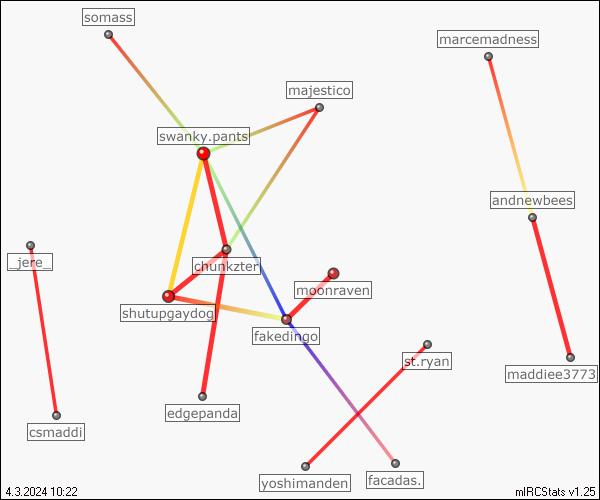 somass
marcemadness
majestico
swanky.pants
andnewbees
_jere_
chunkzter
moonraven
shutupgaydog
fakedingo
st.ryan
maddiee3773
edgepanda
csmaddi
yoshimanden
facadas.
4.3.2024 10:22
mIRCStats v1.25